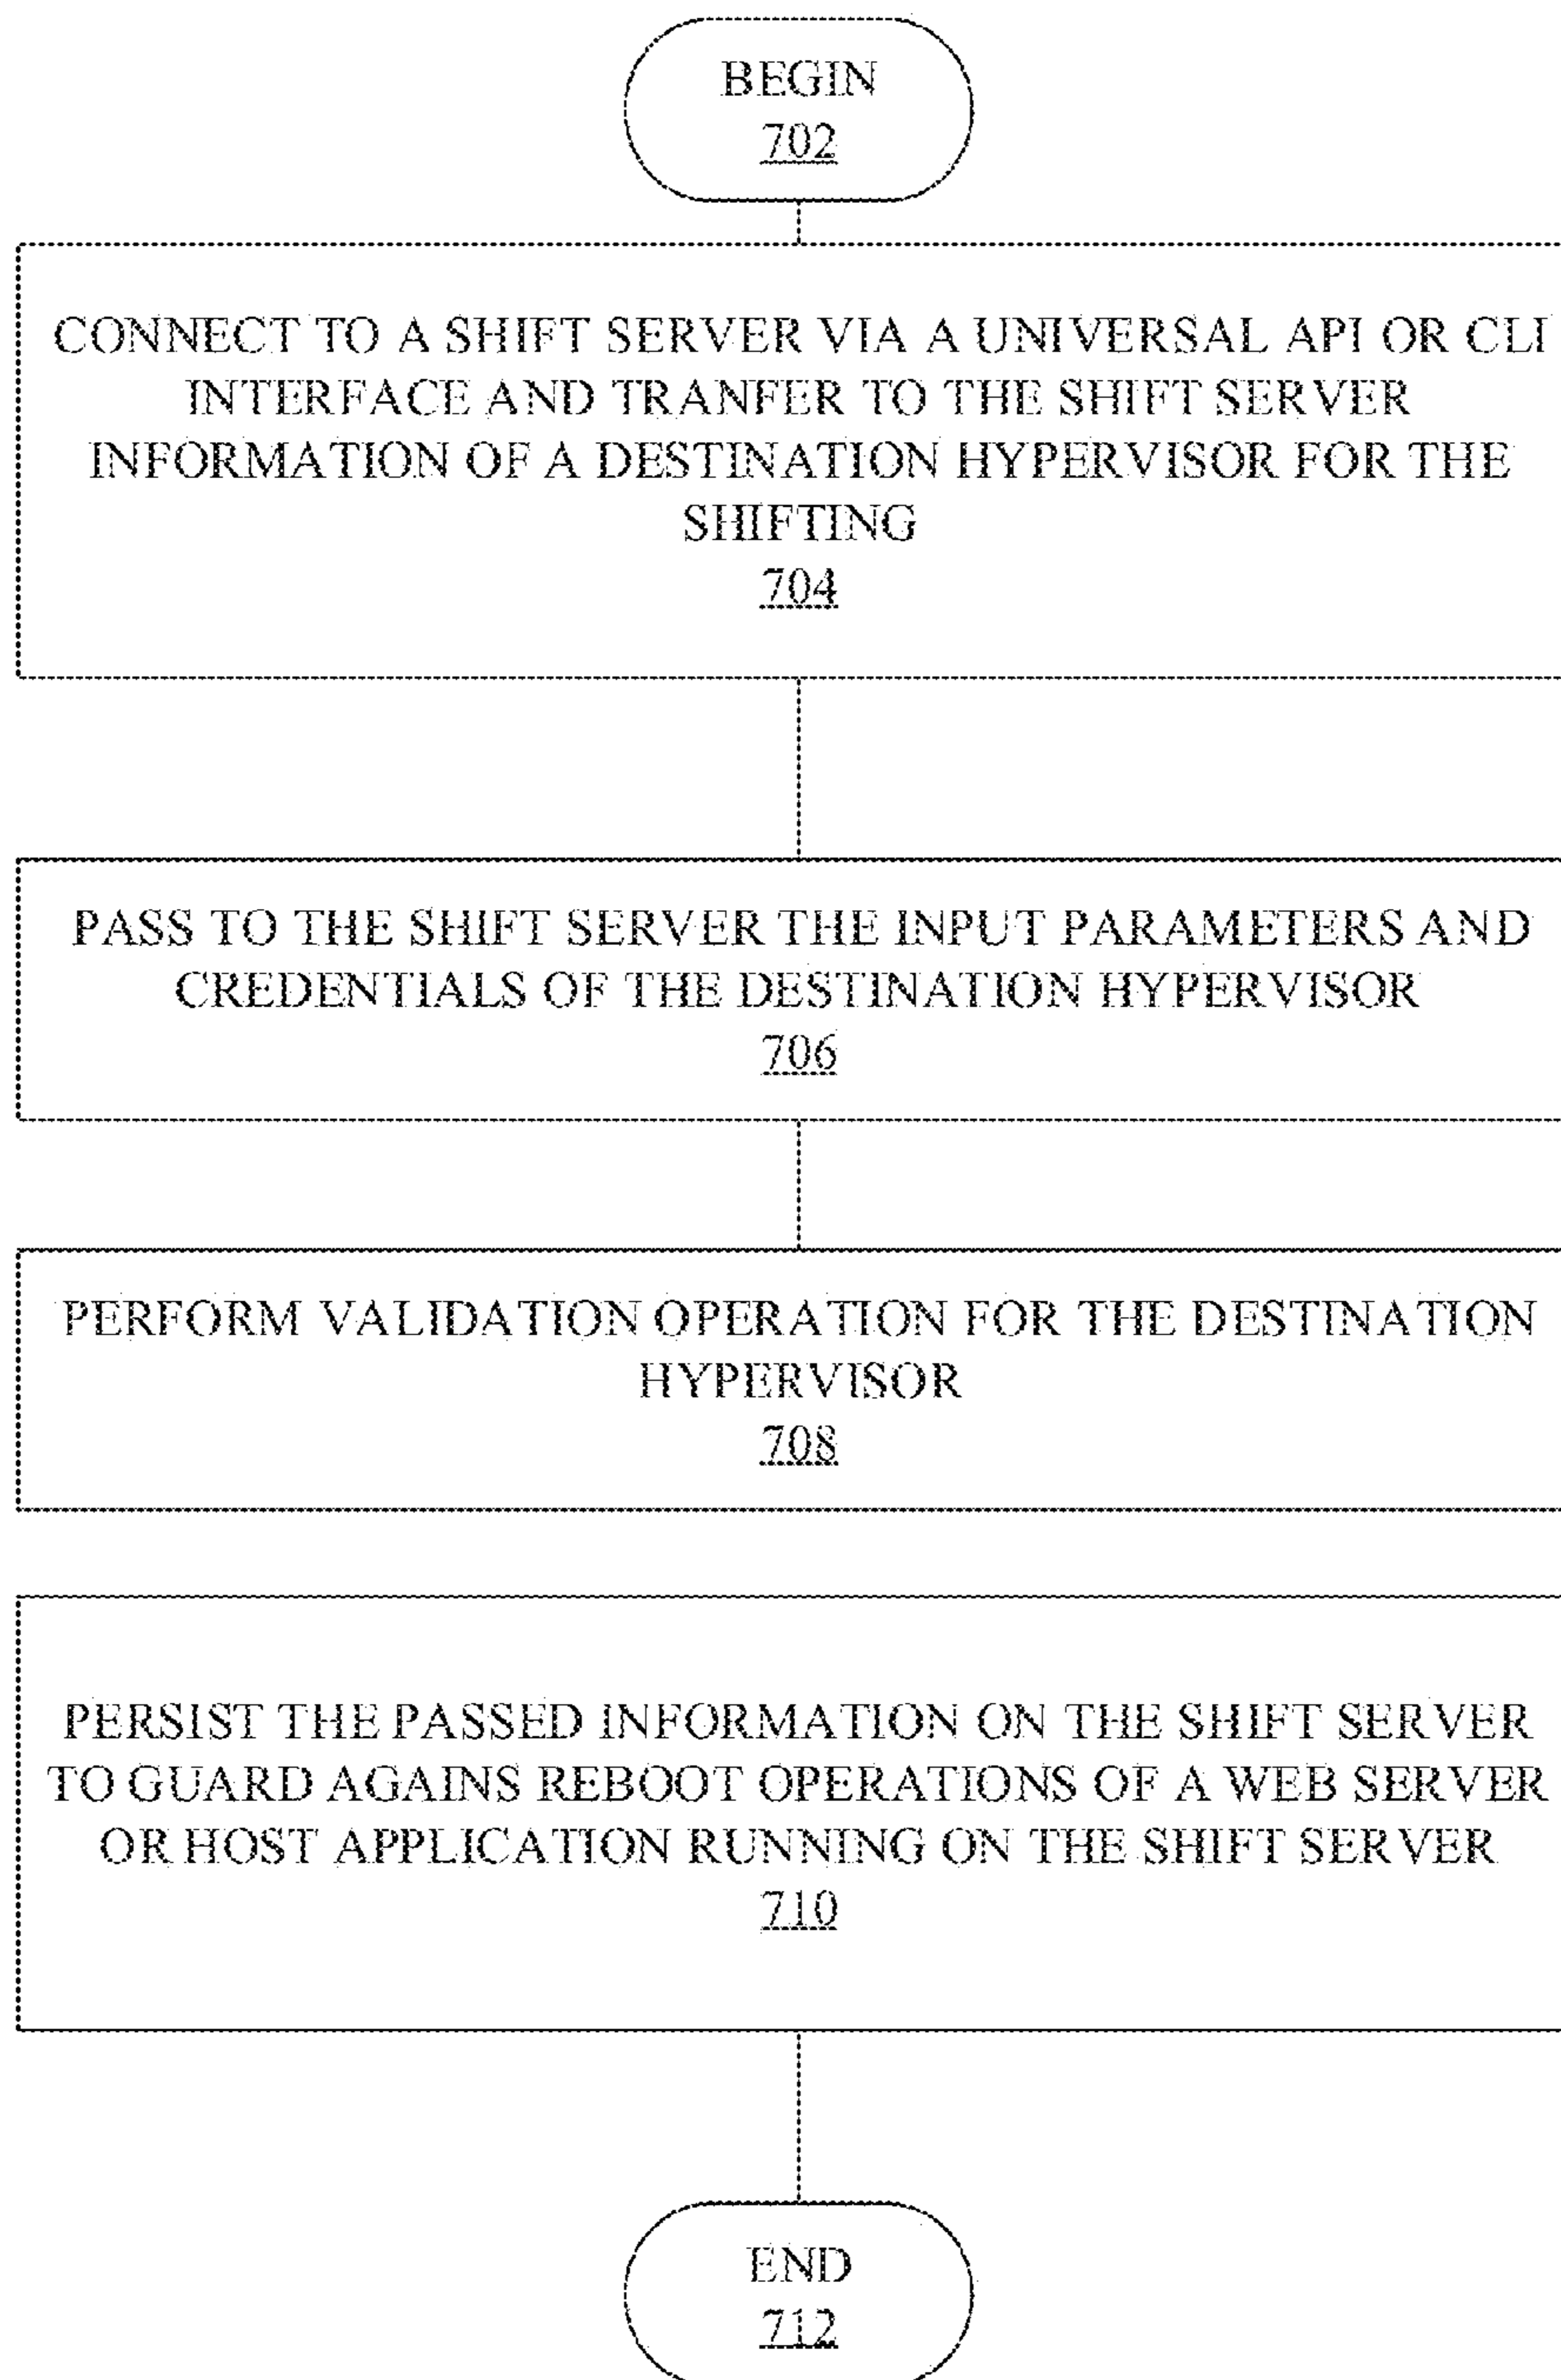 BEGIN
702
CONNECT TO A SHIFT SERVER VIA A UNIVERSAL API OR CLI
INTERFACE AND TRANFER TO THE SHIFT SERVER
INFORMATION OF A DESTINATION HYPERVISOR FOR THE
SHIFTING
704
PASS TO THE SHIFT SERVER THE INPUT PARAMETERS AND
CREDENTIALS OF THE DESTINATION HYPERVISOR
706
PERFORM VALIDATION OPERATION FOR THE DESTINATION
HYPERVISOR
708
PERSIST THE PASSED INFORMATION ON THE SHIFT SERVER
TO GUARD AGAINS REBOOT OPERATIONS OF A WEB SERVER
OR HOST APPLICATION RUNNING ON THE SHIFT SERVER
710
END
712